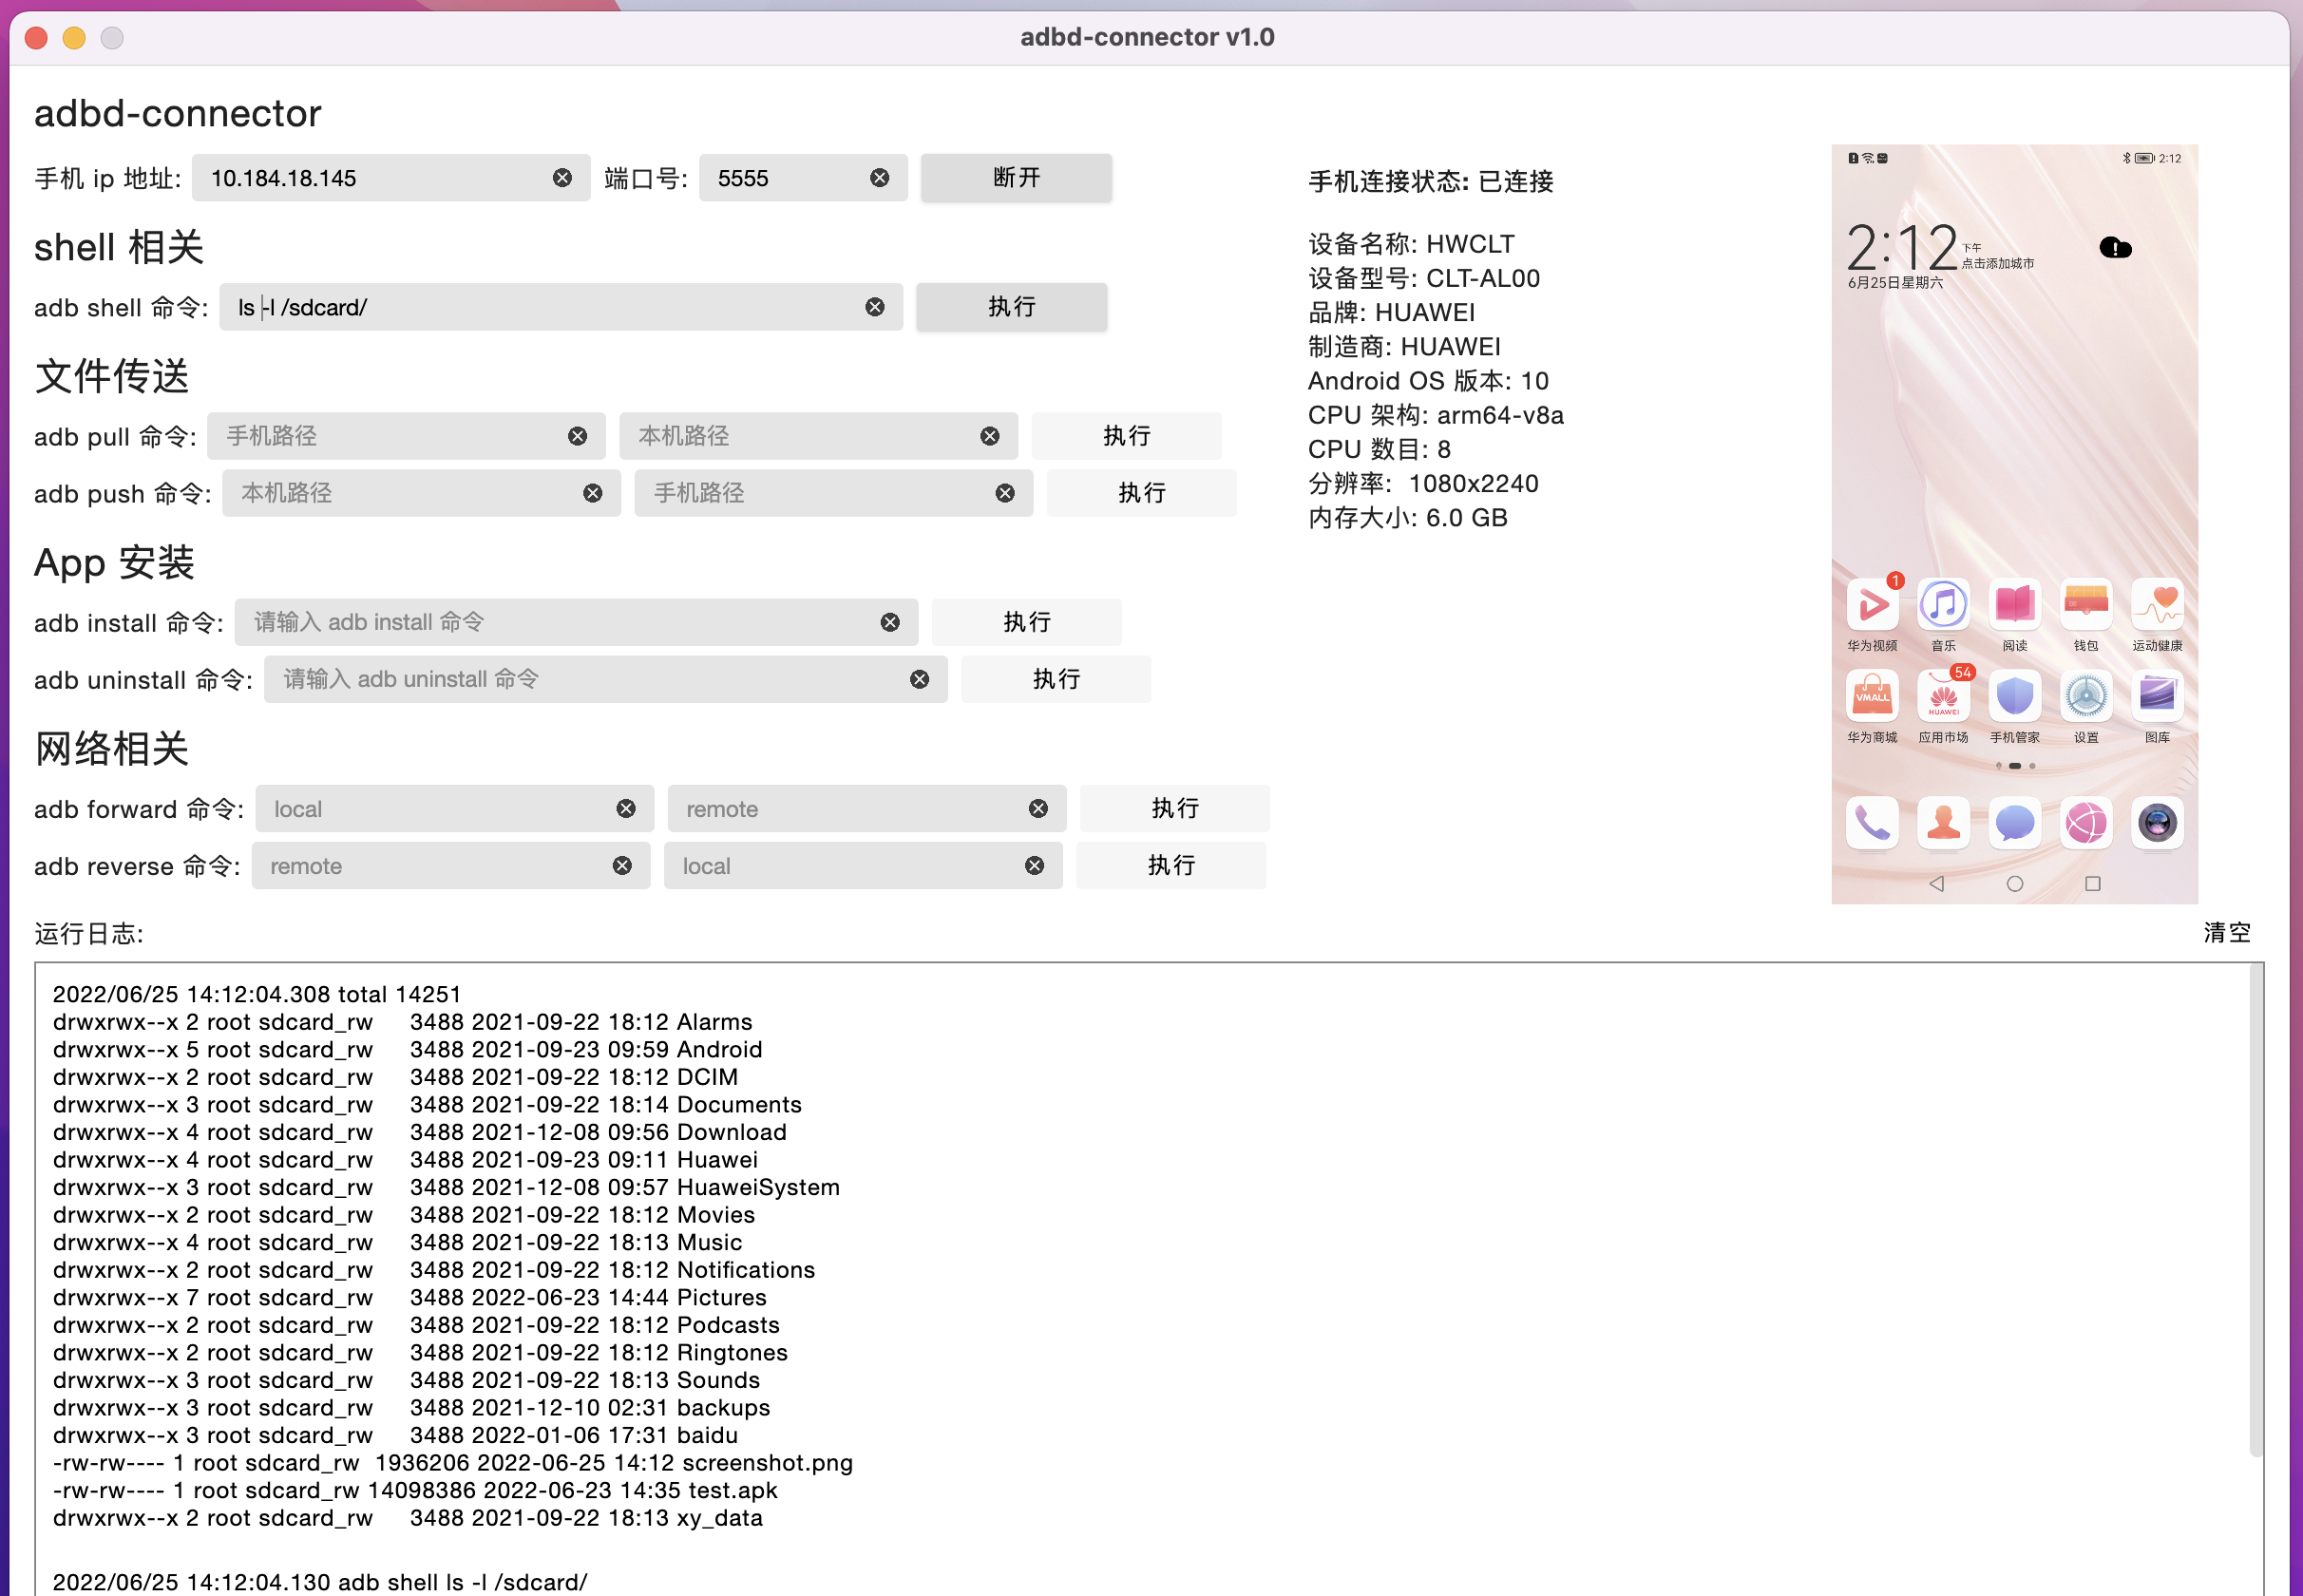 adbd-connector v1.0
adbd-connector
手机 ip 地址: 10.184.18.145 端口号: 5555 断开
shell 相关
adb shell 命令: ls -l /sdcard/ 执行
文件传送
adb pull 命令: 手机路径 本机路径 执行
adb push 命令: 本机路径 手机路径 执行
App 安装
adb install 命令: 请输入 adb install 命令 执行
adb uninstall 命令: 请输入 adb uninstall 命令 执行
网络相关
adb forward 命令: local remote 执行
adb reverse 命令: remote local 执行
手机连接状态: 已连接
设备名称: HWCLT
设备型号: CLT-AL00
品牌: HUAWEI
制造商: HUAWEI
Android OS 版本: 10
CPU 架构: arm64-v8a
CPU 数目: 8
分辨率: 1080x2240
内存大小: 6.0 GB
2:12
2:12 下午
点击添加城市
6月25日星期六
1
华为视频 音乐 阅读 钱包 运动健康
54
VMALL HUAWEI
华为商城 应用市场 手机管家 设置 图库
运行日志: 清空
2022/06/25 14:12:04.308 total 14251
drwxrwx--x 2 root sdcard_rw 3488 2021-09-22 18:12 Alarms
drwxrwx--x 5 root sdcard_rw 3488 2021-09-23 09:59 Android
drwxrwx--x 2 root sdcard_rw 3488 2021-09-22 18:12 DCIM
drwxrwx--x 3 root sdcard_rw 3488 2021-09-22 18:14 Documents
drwxrwx--x 4 root sdcard_rw 3488 2021-12-08 09:56 Download
drwxrwx--x 4 root sdcard_rw 3488 2021-09-23 09:11 Huawei
drwxrwx--x 3 root sdcard_rw 3488 2021-12-08 09:57 HuaweiSystem
drwxrwx--x 2 root sdcard_rw 3488 2021-09-22 18:12 Movies
drwxrwx--x 4 root sdcard_rw 3488 2021-09-22 18:13 Music
drwxrwx--x 2 root sdcard_rw 3488 2021-09-22 18:12 Notifications
drwxrwx--x 7 root sdcard_rw 3488 2022-06-23 14:44 Pictures
drwxrwx--x 2 root sdcard_rw 3488 2021-09-22 18:12 Podcasts
drwxrwx--x 2 root sdcard_rw 3488 2021-09-22 18:12 Ringtones
drwxrwx--x 3 root sdcard_rw 3488 2021-09-22 18:13 Sounds
drwxrwx--x 3 root sdcard_rw 3488 2021-12-10 02:31 backups
drwxrwx--x 3 root sdcard_rw 3488 2022-01-06 17:31 baidu
-rw-rw---- 1 root sdcard_rw 1936206 2022-06-25 14:12 screenshot.png
-rw-rw---- 1 root sdcard_rw 14098386 2022-06-23 14:35 test.apk
drwxrwx--x 2 root sdcard_rw 3488 2021-09-22 18:13 xy_data
2022/06/25 14:12:04.130 adb shell ls -l /sdcard/